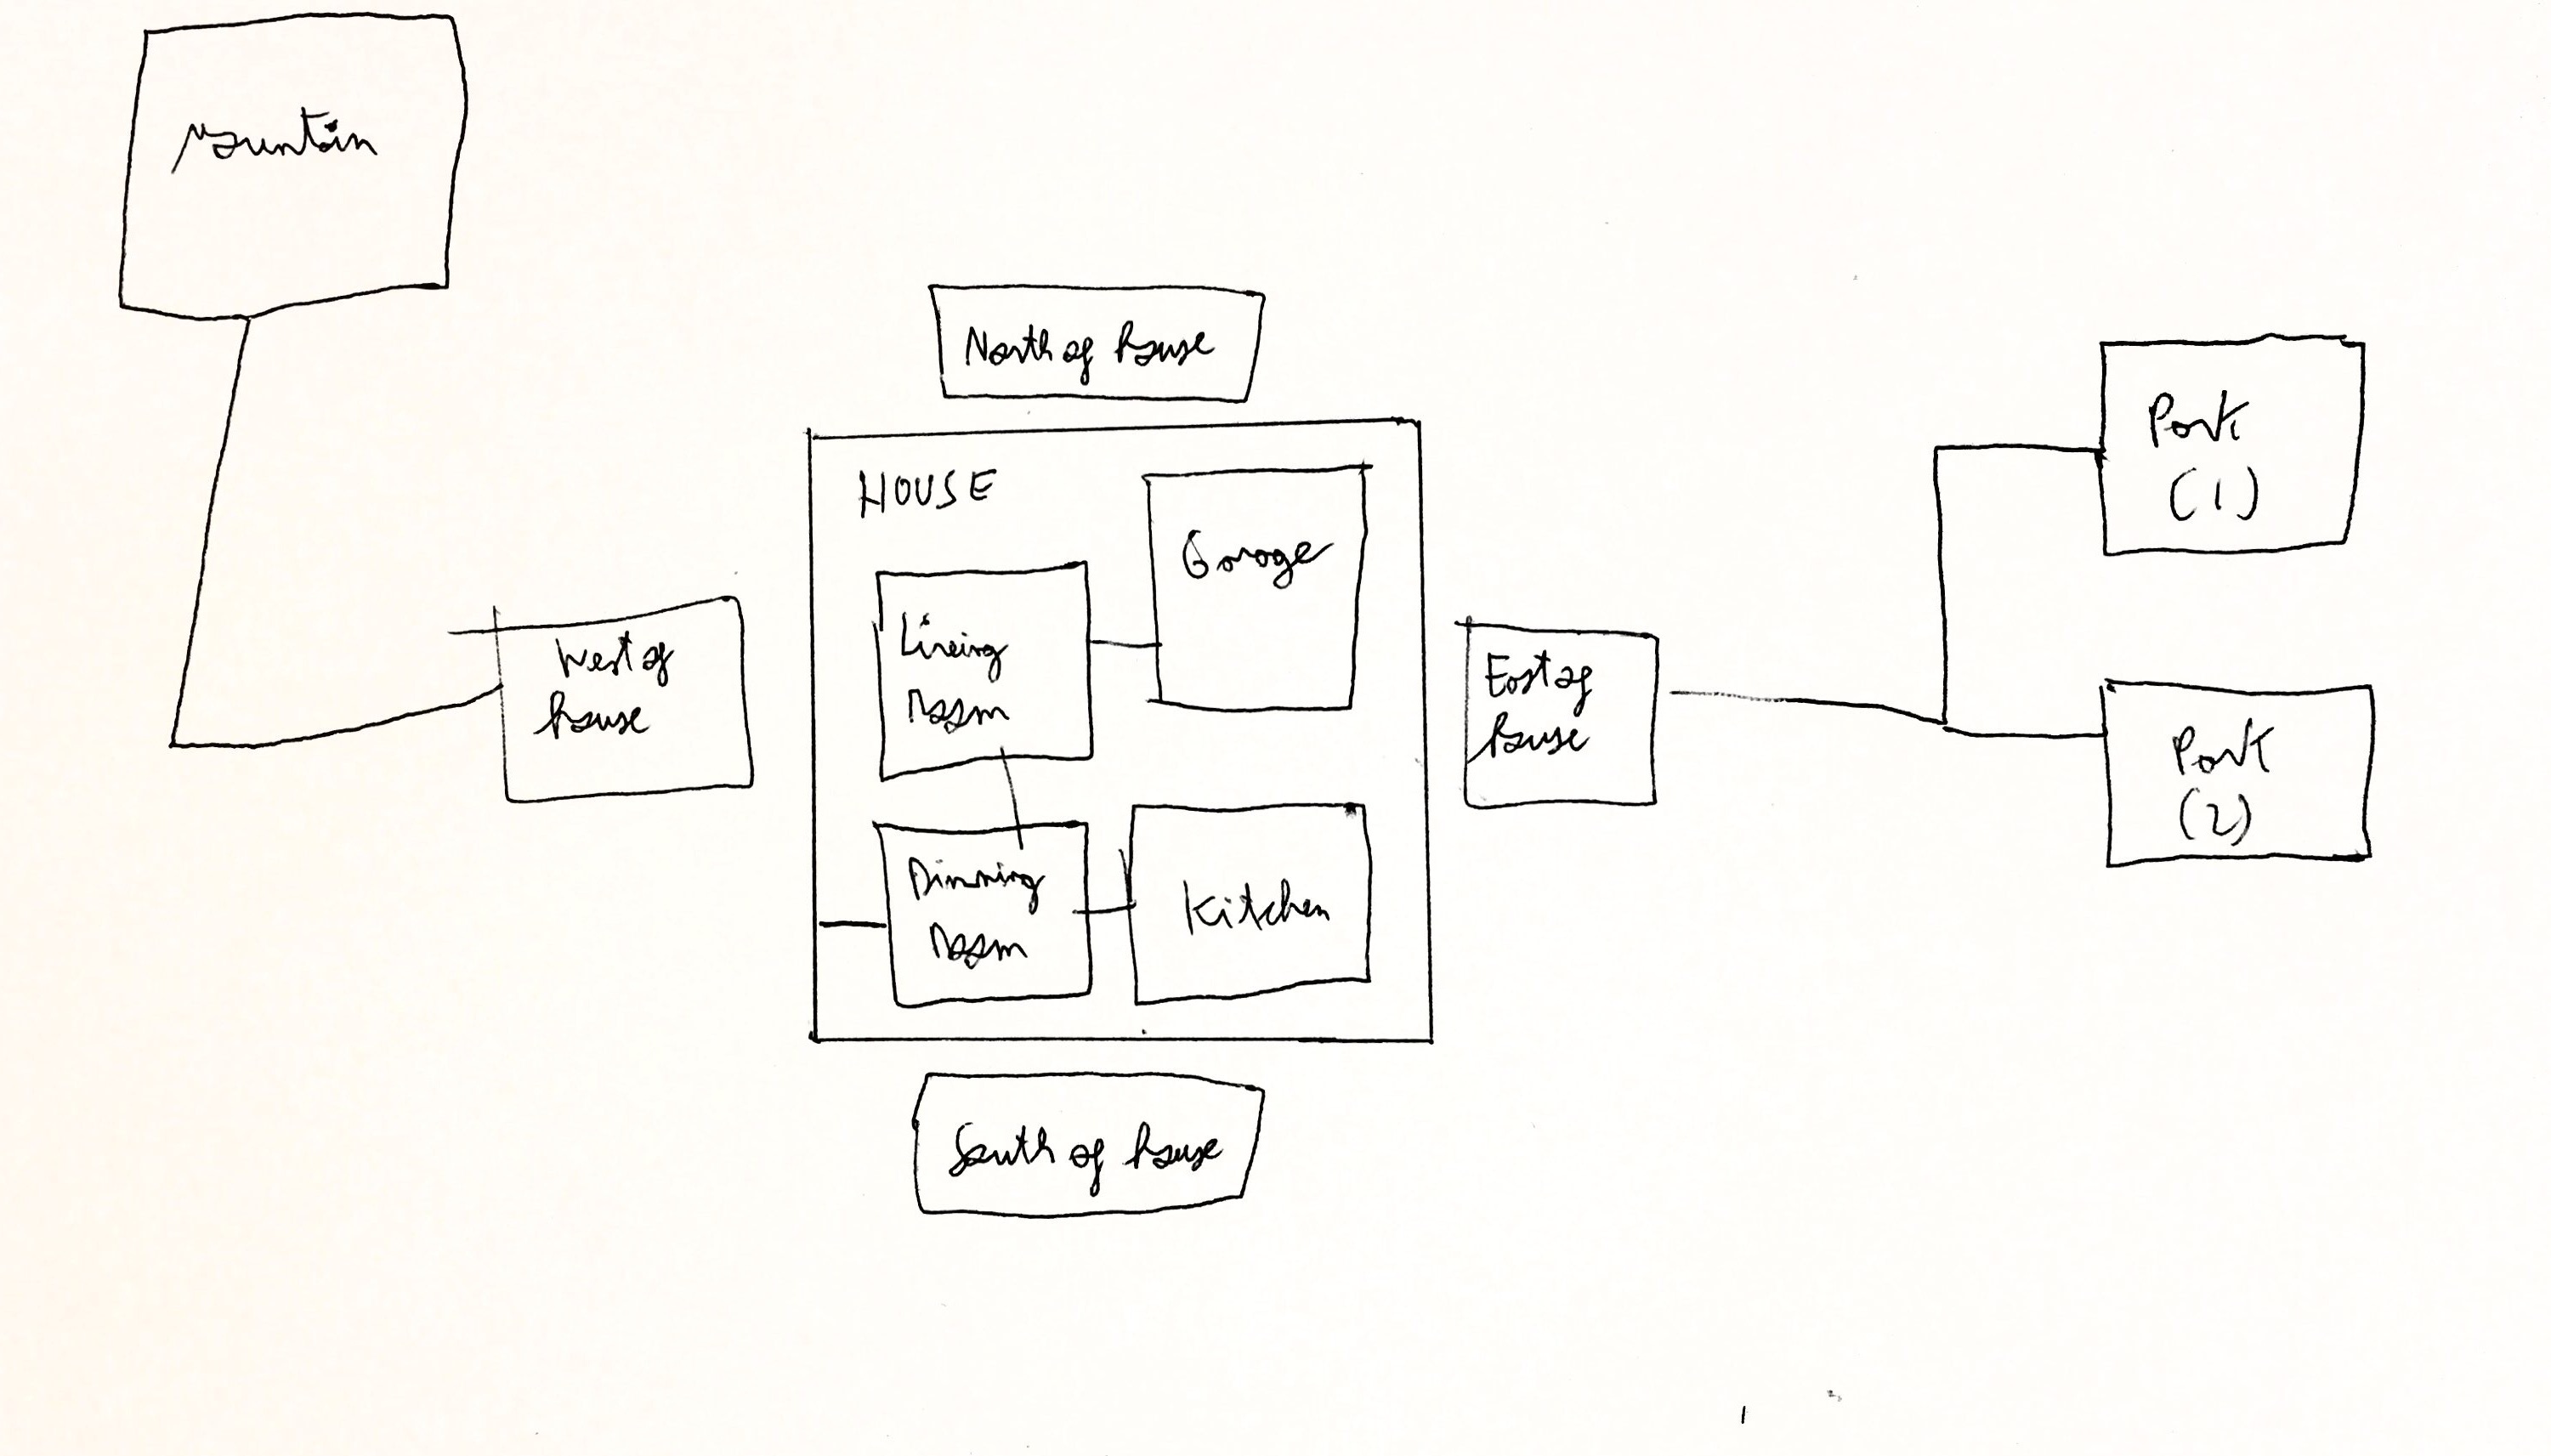 Mountain
North of house
HOUSE
Garage
Living
Room
Dinning
Room
Kitchen
West of
house
East of
house
South of house
Park
(1)
Park
(2)